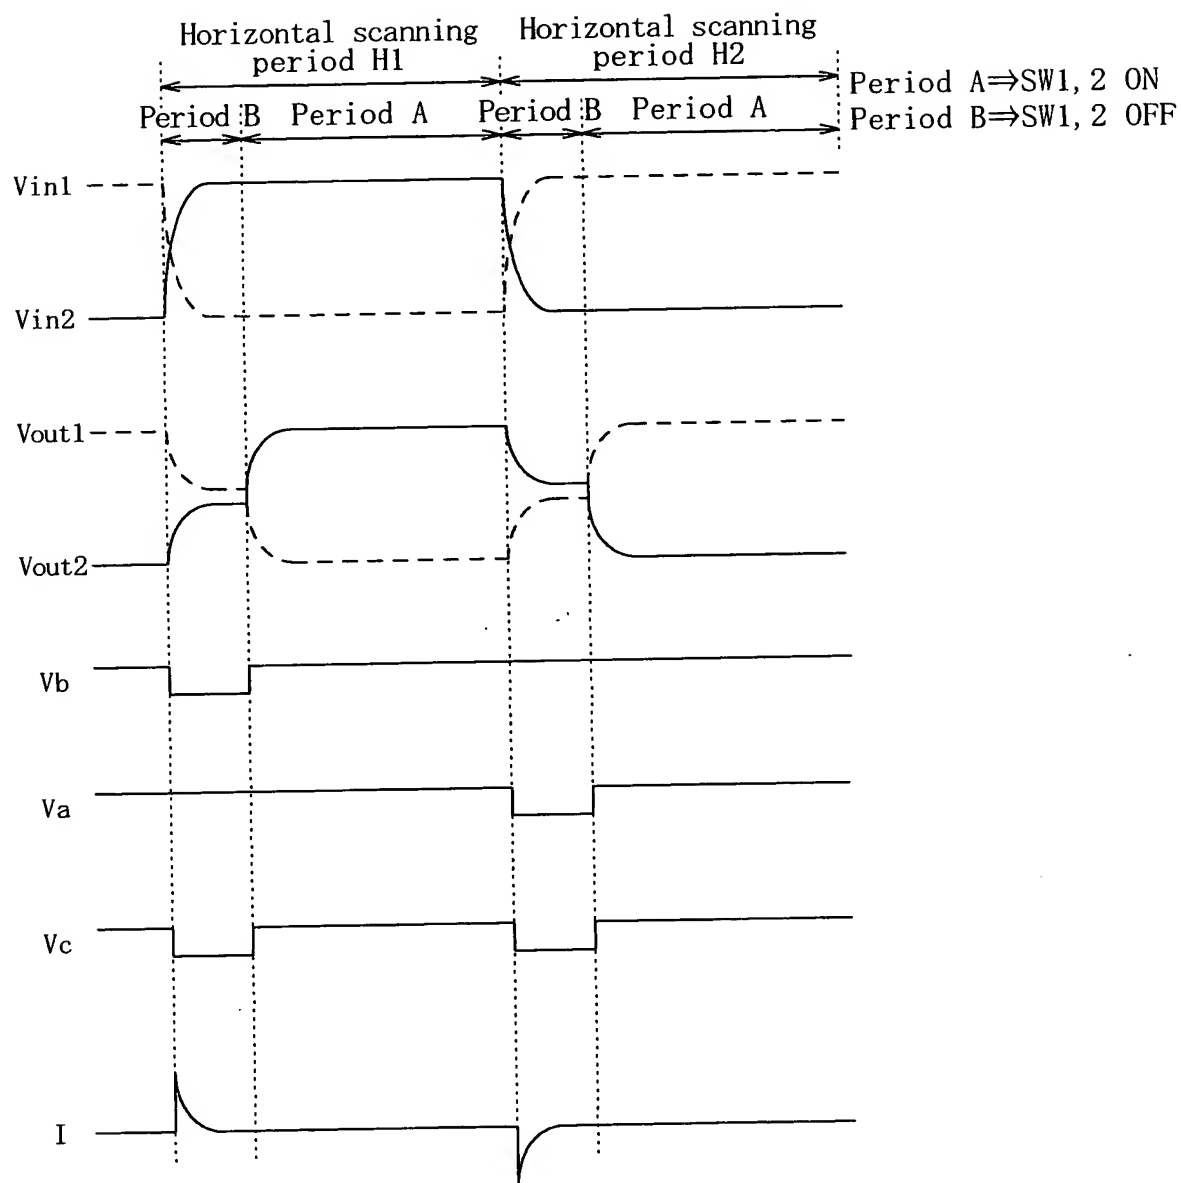 Horizontal scanning period H1
Horizontal scanning period H2
Period A⇒SW1, 2 ON
Period B⇒SW1, 2 OFF
Period B Period A Period B Period A
Vin1
Vin2
Vout1
Vout2
Vb
Va
Vc
I